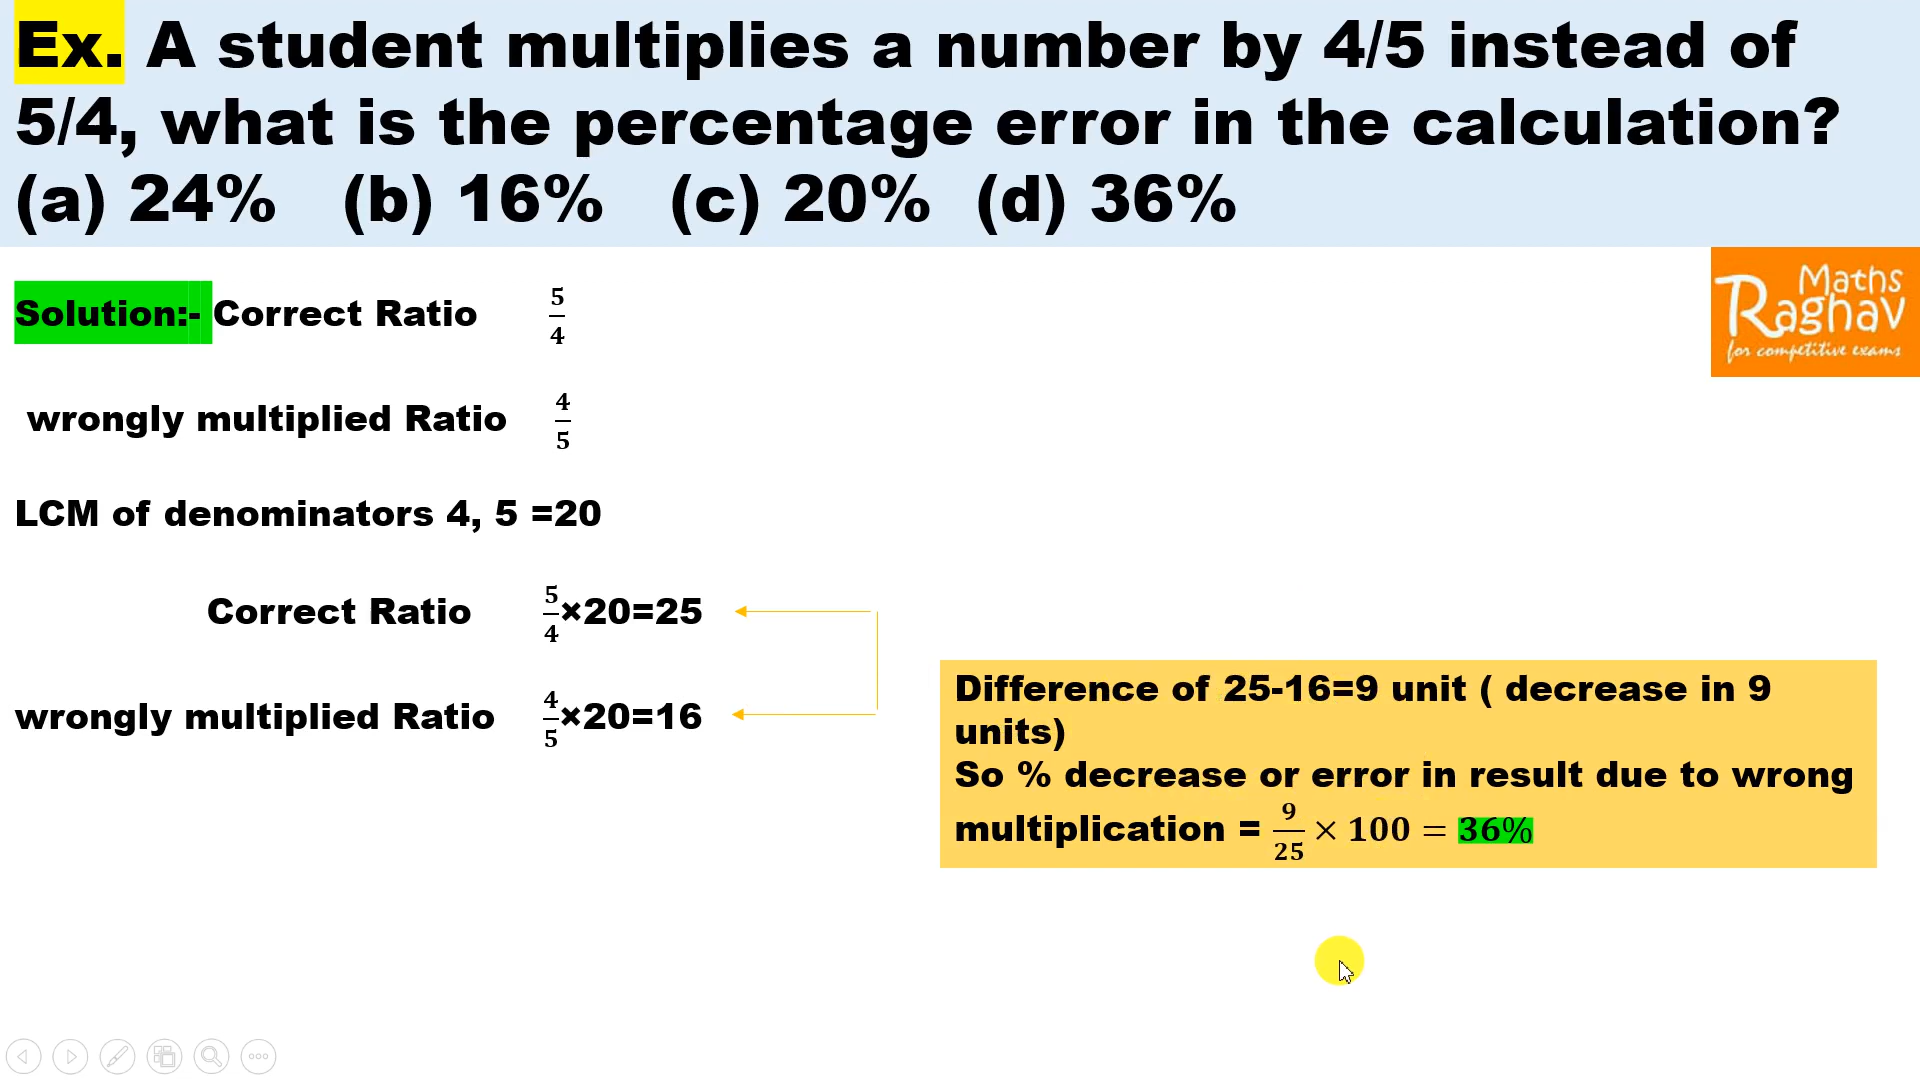 Ex. A student multiplies a number by 4/5 instead of
5/4, what is the percentage error in the calculation?
(a) 24% (b) 16% (c) 20% (d) 36%
Maths
Raghav
for competitive exams
Solution:- Correct Ratio 5/4
wrongly multiplied Ratio 4/5
LCM of denominators 4, 5 =20
Correct Ratio 5/4×20=25
wrongly multiplied Ratio 4/5×20=16
Difference of 25-16=9 unit ( decrease in 9
units)
So % decrease or error in result due to wrong
multiplication = 9/25 × 100 = 36%